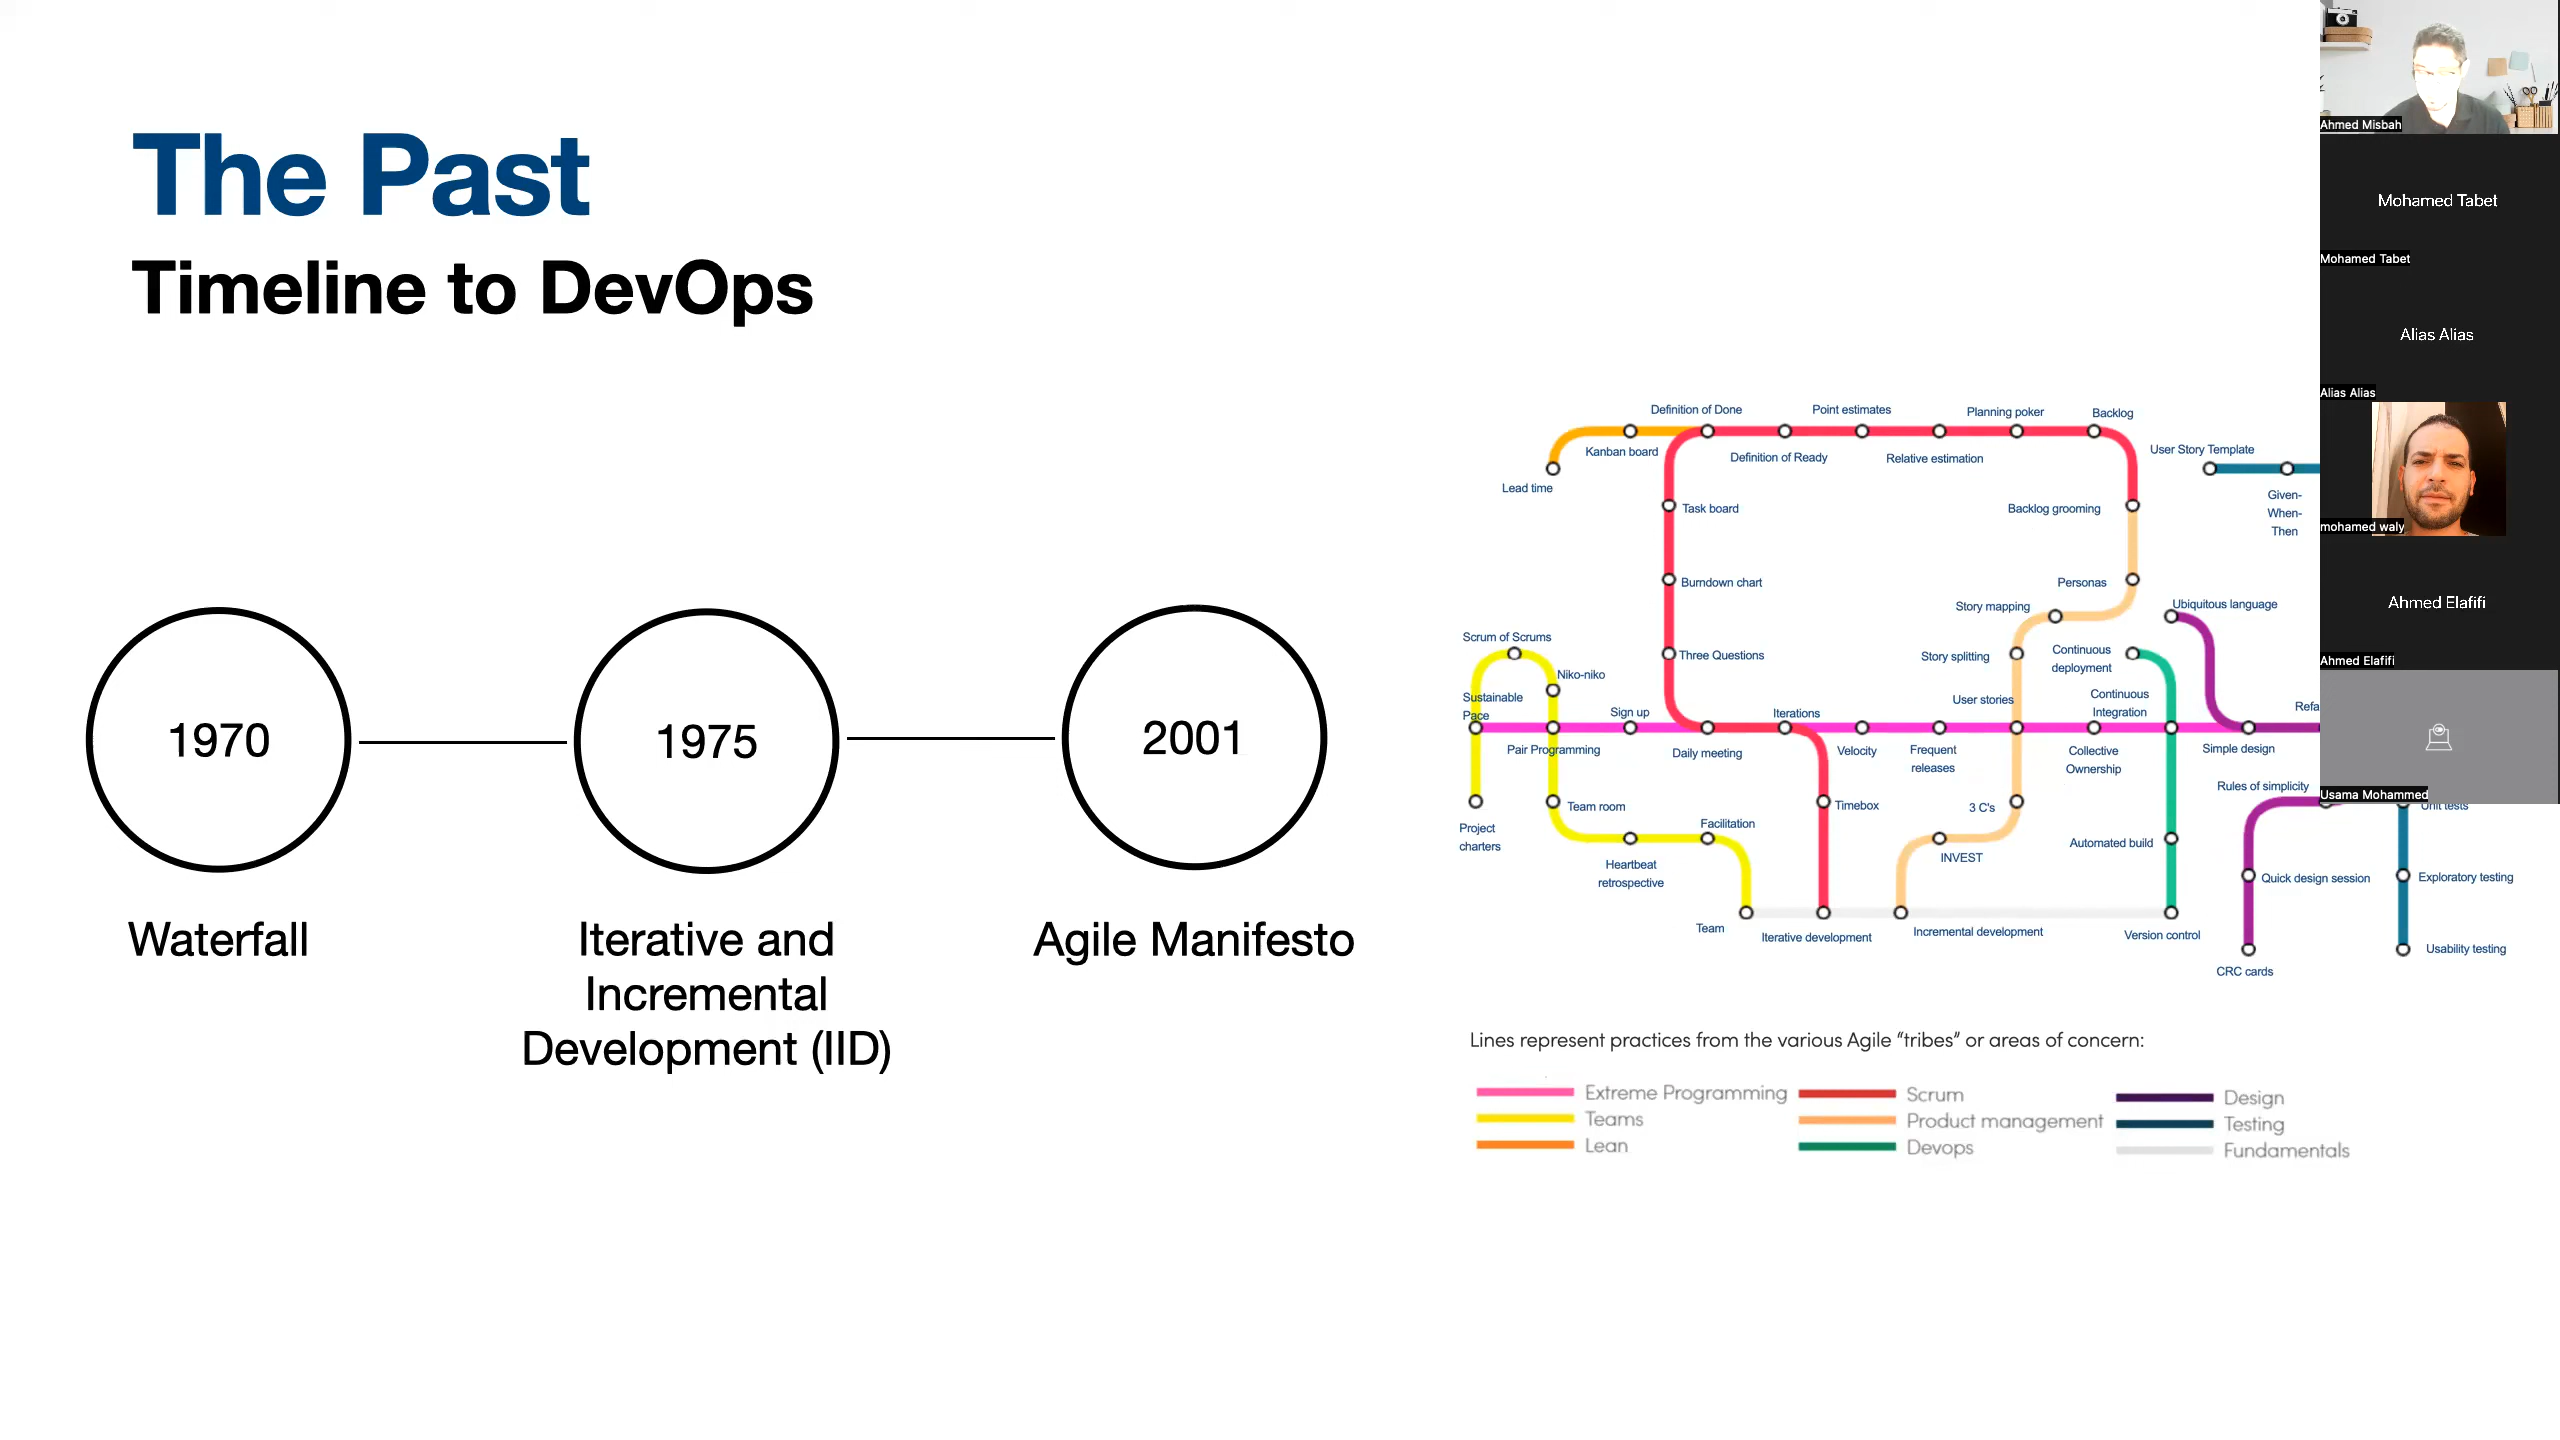 The Past
Timeline to DevOps
1970
1975
2001
Waterfall
Iterative and
Incremental
Development (IID)
Agile Manifesto
Definition of Done
Point estimates
Planning poker
Backlog
Kanban board
Definition of Ready
Relative estimation
User Story Template
Lead time
Given-
When-
Then
Task board
Backlog grooming
Burndown chart
Personas
Story mapping
Ubiquitous language
Scrum of Scrums
Three Questions
Story splitting
Continuous
deployment
Niko-niko
Sustainable
Pace
Sign up
Iterations
User stories
Continuous
Integration
Refa
Pair Programming
Daily meeting
Velocity
Frequent
releases
Collective
Ownership
Simple design
Rules of simplicity
Unit tests
Team room
Timebox
3 C's
Project
charters
Facilitation
Automated build
Heartbeat
retrospective
INVEST
Quick design session
Exploratory testing
Team
Iterative development
Incremental development
Version control
Usability testing
CRC cards
Lines represent practices from the various Agile “tribes” or areas of concern:
Extreme Programming
Teams
Lean
Scrum
Product management
Devops
Design
Testing
Fundamentals
Ahmed Misbah
Mohamed Tabet
Mohamed Tabet
Alias Alias
Alias Alias
mohamed waly
Ahmed Elafifi
Ahmed Elafifi
Usama Mohammed